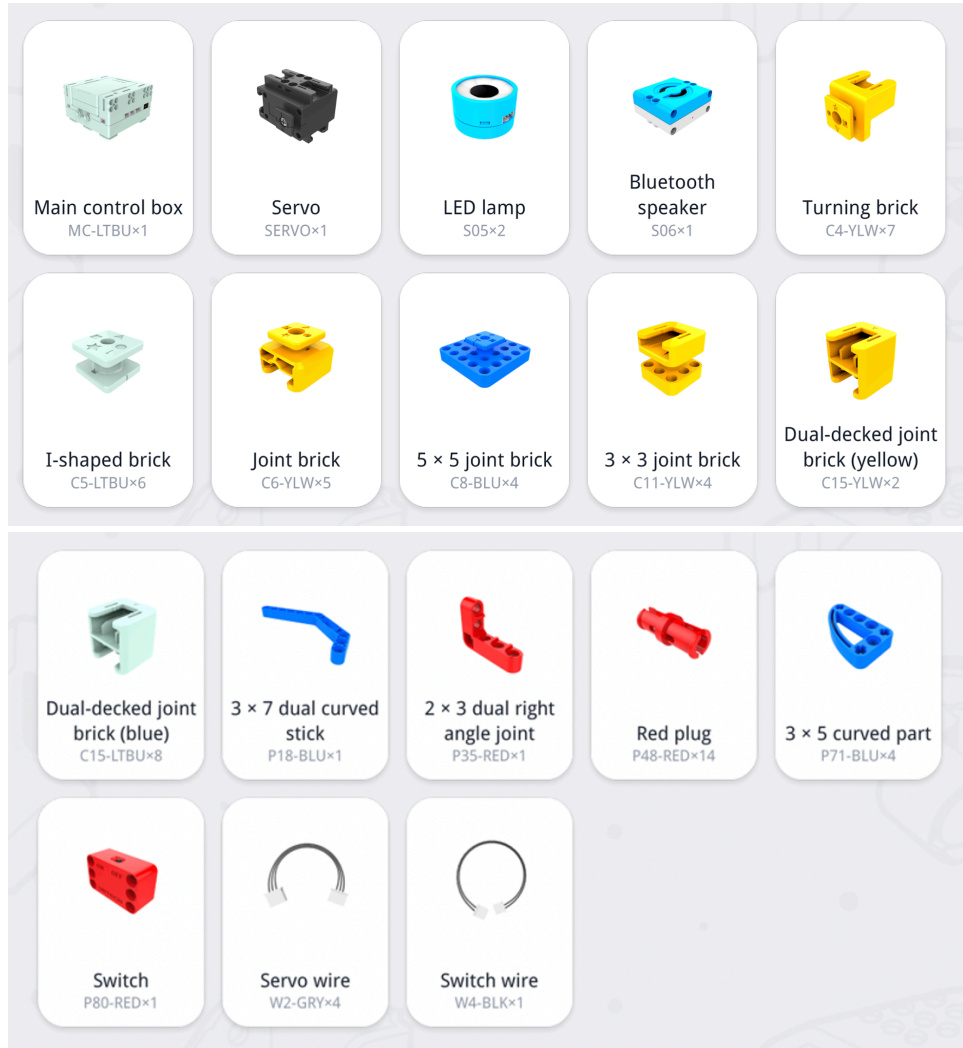 Main control box
MC-LTBU×1
Servo
SERVO×1
LED lamp
S05×2
Bluetooth
speaker
S06×1
Turning brick
C4-YLW×7
I-shaped brick
C5-LTBU×6
Joint brick
C6-YLW×5
5 × 5 joint brick
C8-BLU×4
3 × 3 joint brick
C11-YLW×4
Dual-decked joint
brick (yellow)
C15-YLW×2
Dual-decked joint
brick (blue)
C15-LTBU×8
3 × 7 dual curved
stick
P18-BLU×1
2 × 3 dual right
angle joint
P35-RED×1
Red plug
P48-RED×14
3 × 5 curved part
P71-BLU×4
OFF
Switch
P80-RED×1
Servo wire
W2-GRY×4
Switch wire
W4-BLK×1